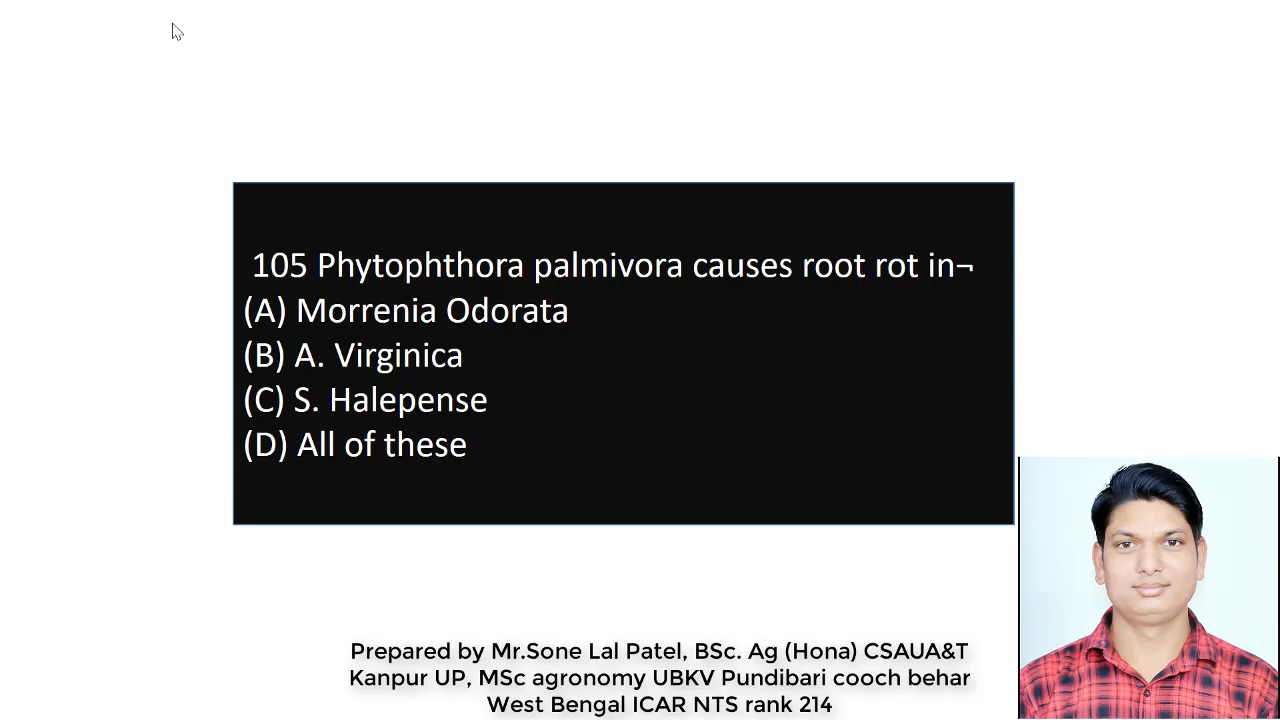 105 Phytophthora palmivora causes root rot in¬
(A) Morrenia Odorata
(B) A. Virginica
(C) S. Halepense
(D) All of these
Prepared by Mr.Sone Lal Patel, BSc. Ag (Hona) CSAUA&T
Kanpur UP, MSc agronomy UBKV Pundibari cooch behar
West Bengal ICAR NTS rank 214